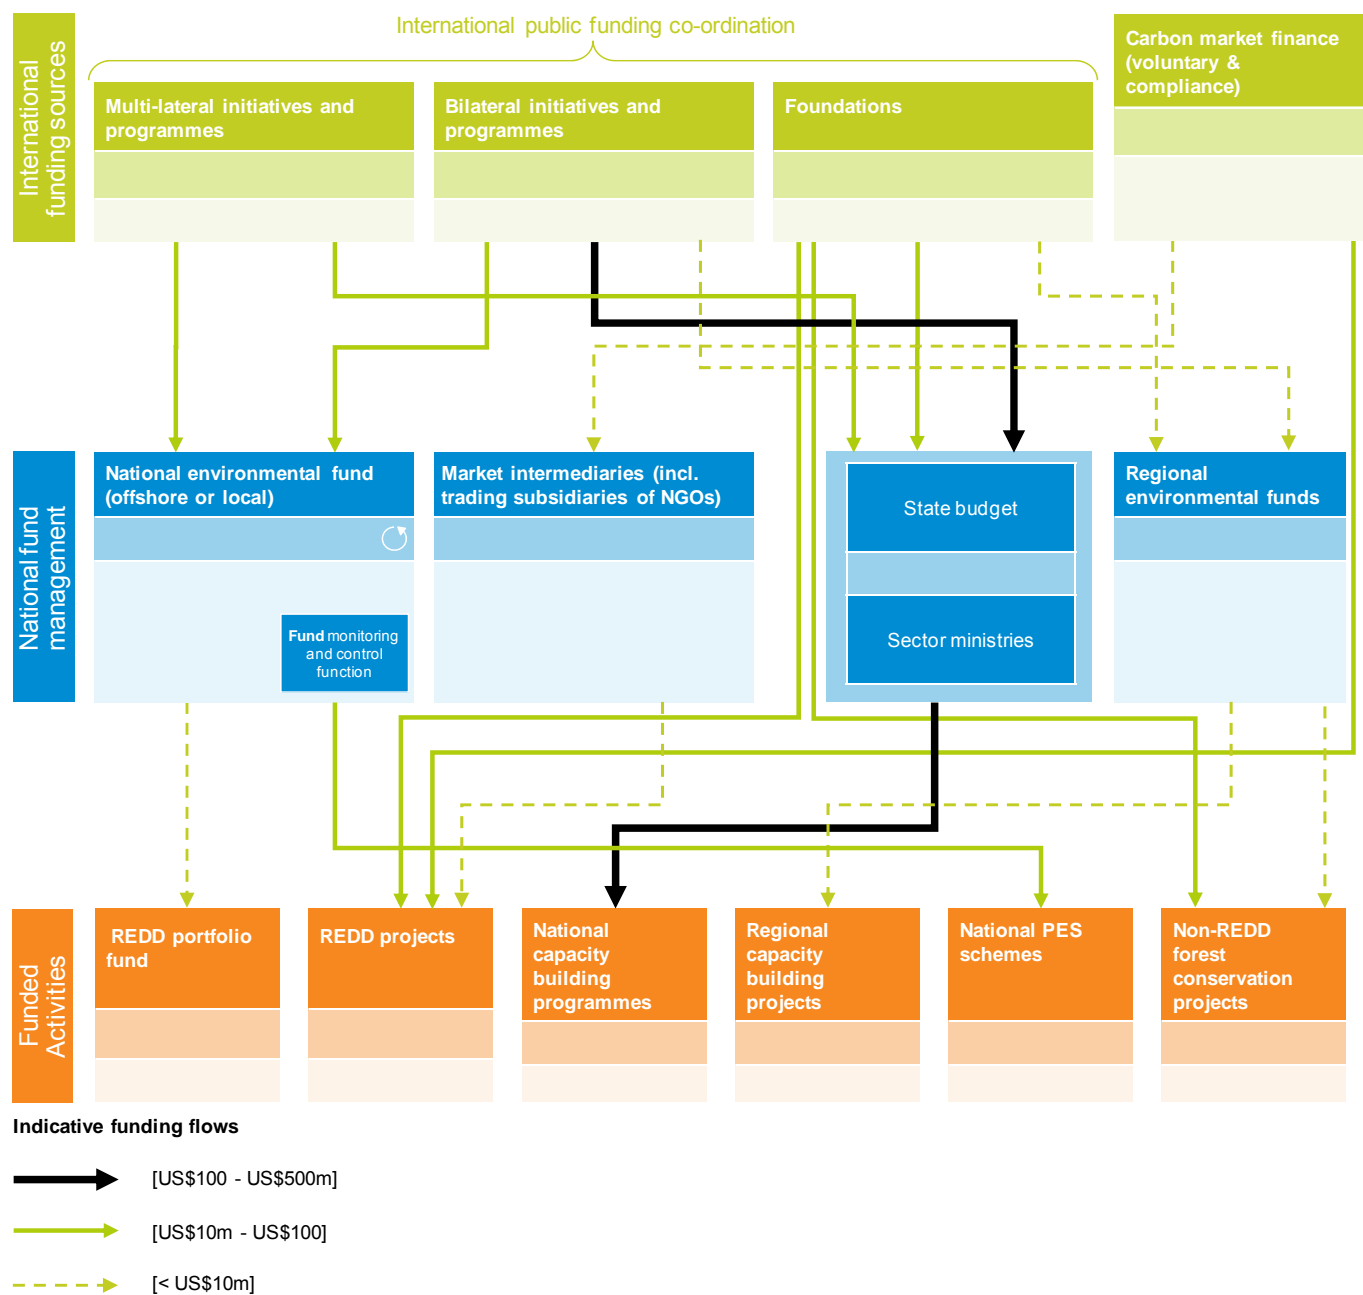 International public funding co-ordination
International
funding sources
Multi-lateral initiatives and
programmes
Bilateral initiatives and
programmes
Foundations
Carbon market finance
(voluntary &
compliance)
National fund
management
National environmental fund
(offshore or local)
Fund monitoring
and control
function
Market intermediaries (incl.
trading subsidiaries of NGOs)
State budget
Sector ministries
Regional
environmental funds
Funded
Activities
REDD portfolio
fund
REDD projects
National
capacity
building
programmes
Regional
capacity
building
projects
National PES
schemes
Non-REDD
forest
conservation
projects
Indicative funding flows
[US$100 - US$500m]
[US$10m - US$100]
[< US$10m]